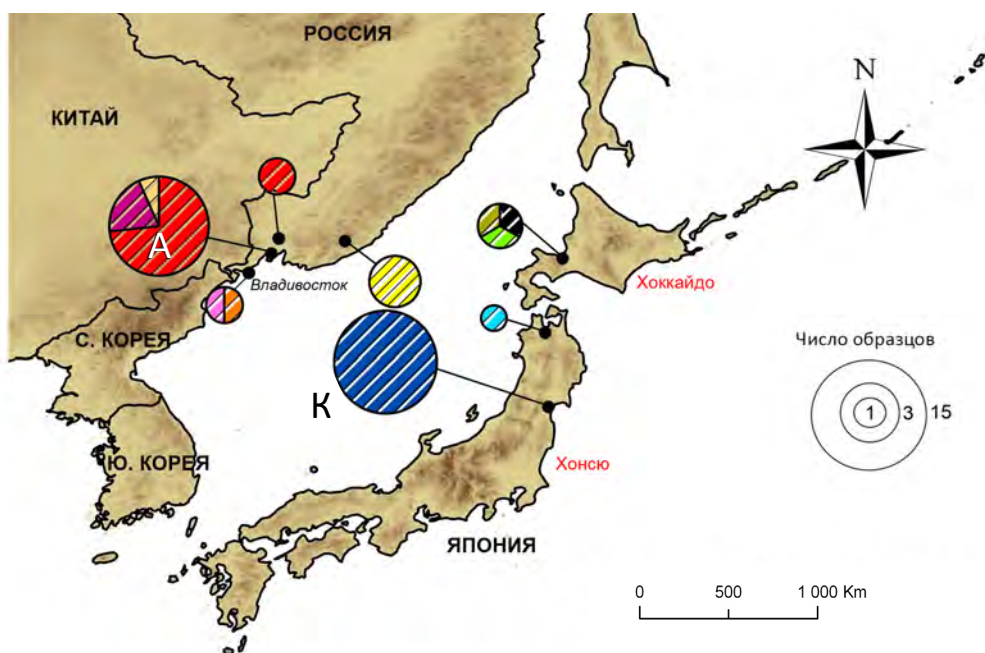 РОССИЯ
N
КИТАЙ
А
Владивосток
Хоккайдо
С. КОРЕЯ
Число образцов
1 3 15
К
Ю. КОРЕЯ
Хонсю
ЯПОНИЯ
0 500 1 000 Km